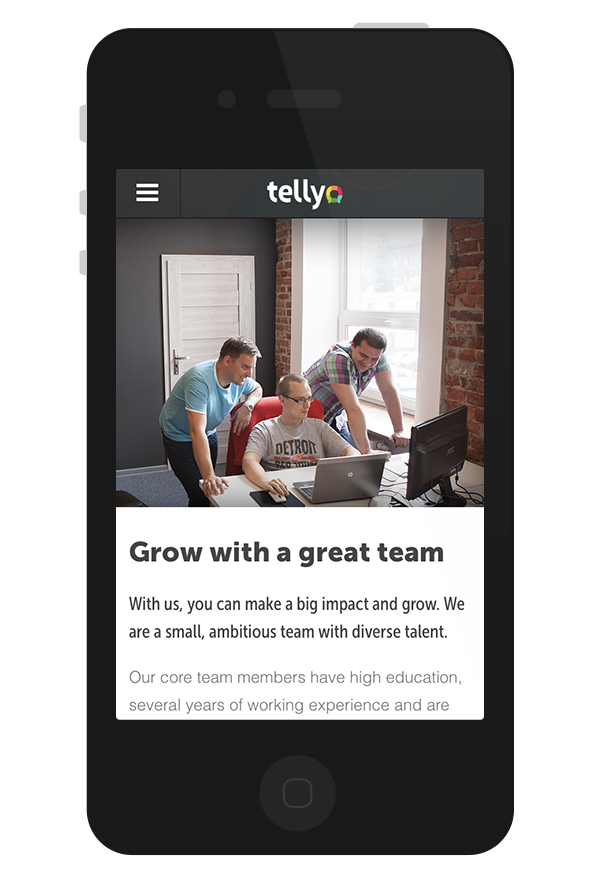 tellyo
DETROIT
Grow with a great team
With us, you can make a big impact and grow. We
are a small, ambitious team with diverse talent.
Our core team members have high education,
several years of working experience and are